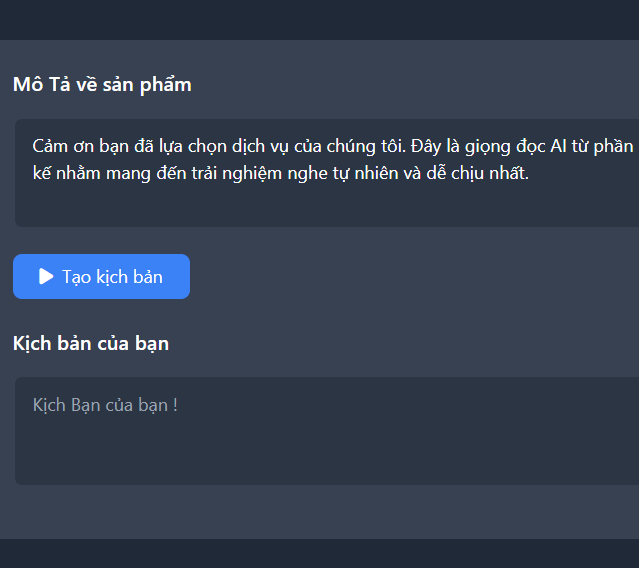 Mô Tả về sản phẩm
Cảm ơn bạn đã lựa chọn dịch vụ của chúng tôi. Đây là giọng đọc AI từ phần
kế nhằm mang đến trải nghiệm nghe tự nhiên và dễ chịu nhất.
Tạo kịch bản
Kịch bản của bạn
Kịch Bạn của bạn !